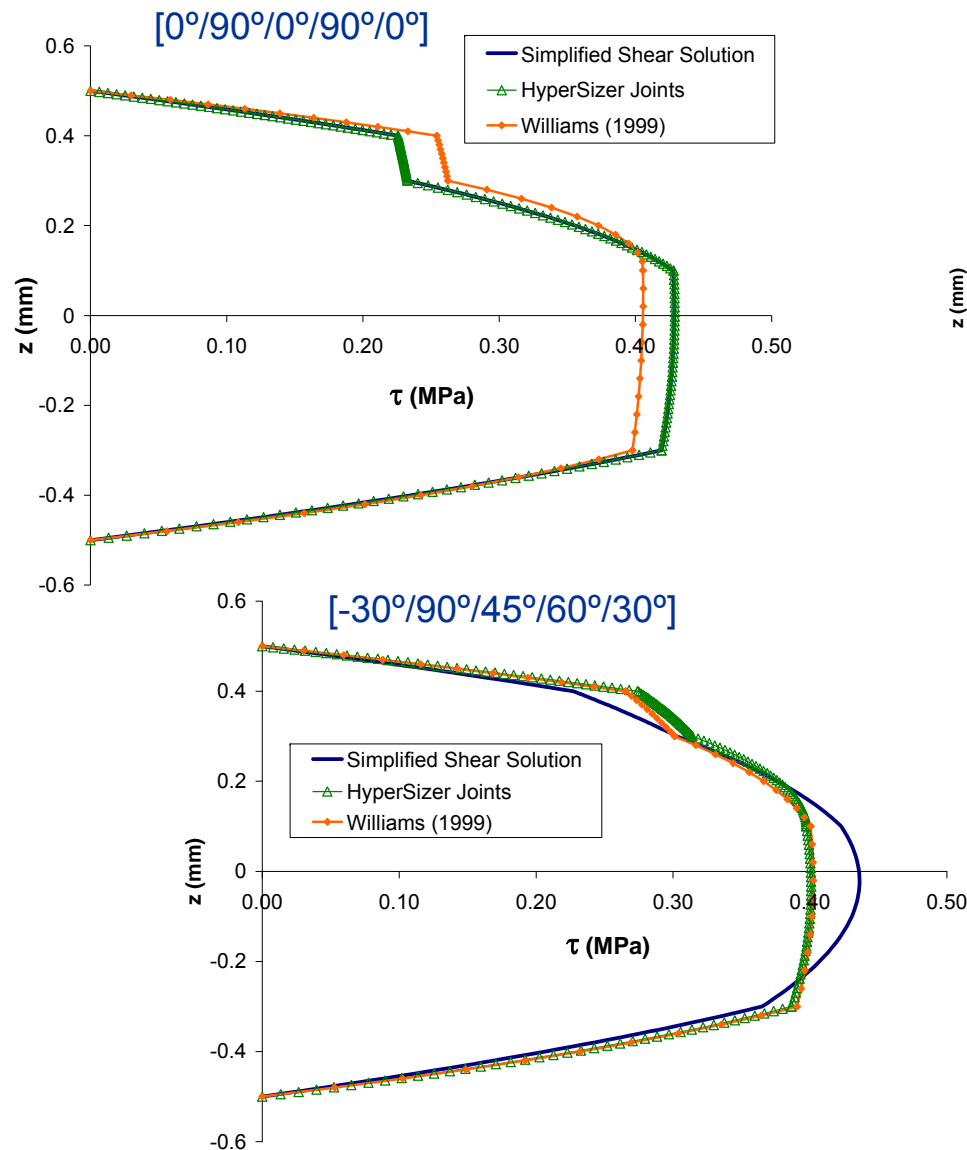 [0º/90º/0º/90º/0º]
Simplified Shear Solution
HyperSizer Joints
Williams (1999)
0.6
0.4
0.2
0
-0.2
-0.4
-0.6
0.00
0.10
0.20
0.30
0.40
0.50
z (mm)
τ (MPa)
z (mm)
[-30º/90º/45º/60º/30º]
Simplified Shear Solution
HyperSizer Joints
Williams (1999)
0.6
0.4
0.2
0
-0.2
-0.4
-0.6
0.00
0.10
0.20
0.30
0.40
0.50
z (mm)
τ (MPa)